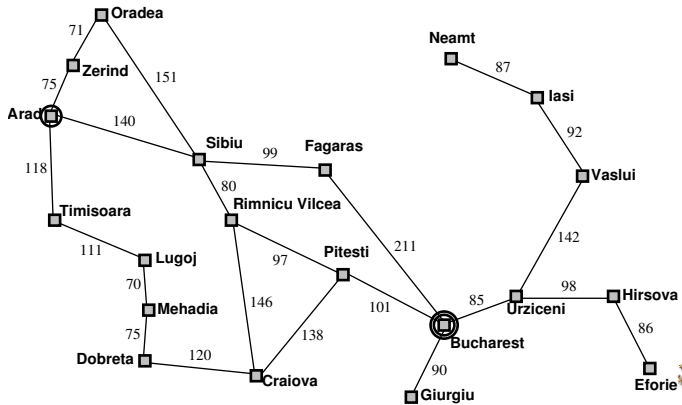 Oradea
Neamt
71
87
Zerind
75
151
Iasi
Arad
140
92
Sibiu
Fagaras
99
118
Vaslui
80
Timisoara
Rimnicu Vilcea
111
211
142
Lugoj
97
Pitesti
70
98
Hirsova
146
101
85
Mehadia
138
Urziceni
86
75
Bucharest
120
Dobreta
90
Craiova
Eforie
Giurgiu